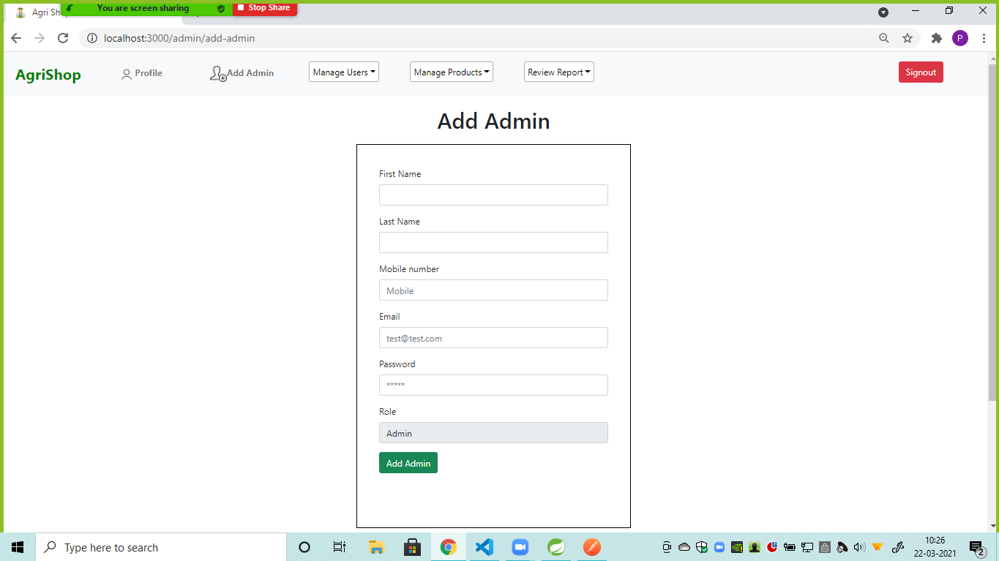 Agri Sh
You are screen sharing
Stop Share
localhost:3000/admin/add-admin
P
AgriShop
Profile
Add Admin
Manage Users
Manage Products
Review Report
Signout
Add Admin
First Name
Last Name
Mobile number
Mobile
Email
test@test.com
Password
*****
Role
Admin
Add Admin
Type here to search
10:26
22-03-2021
2